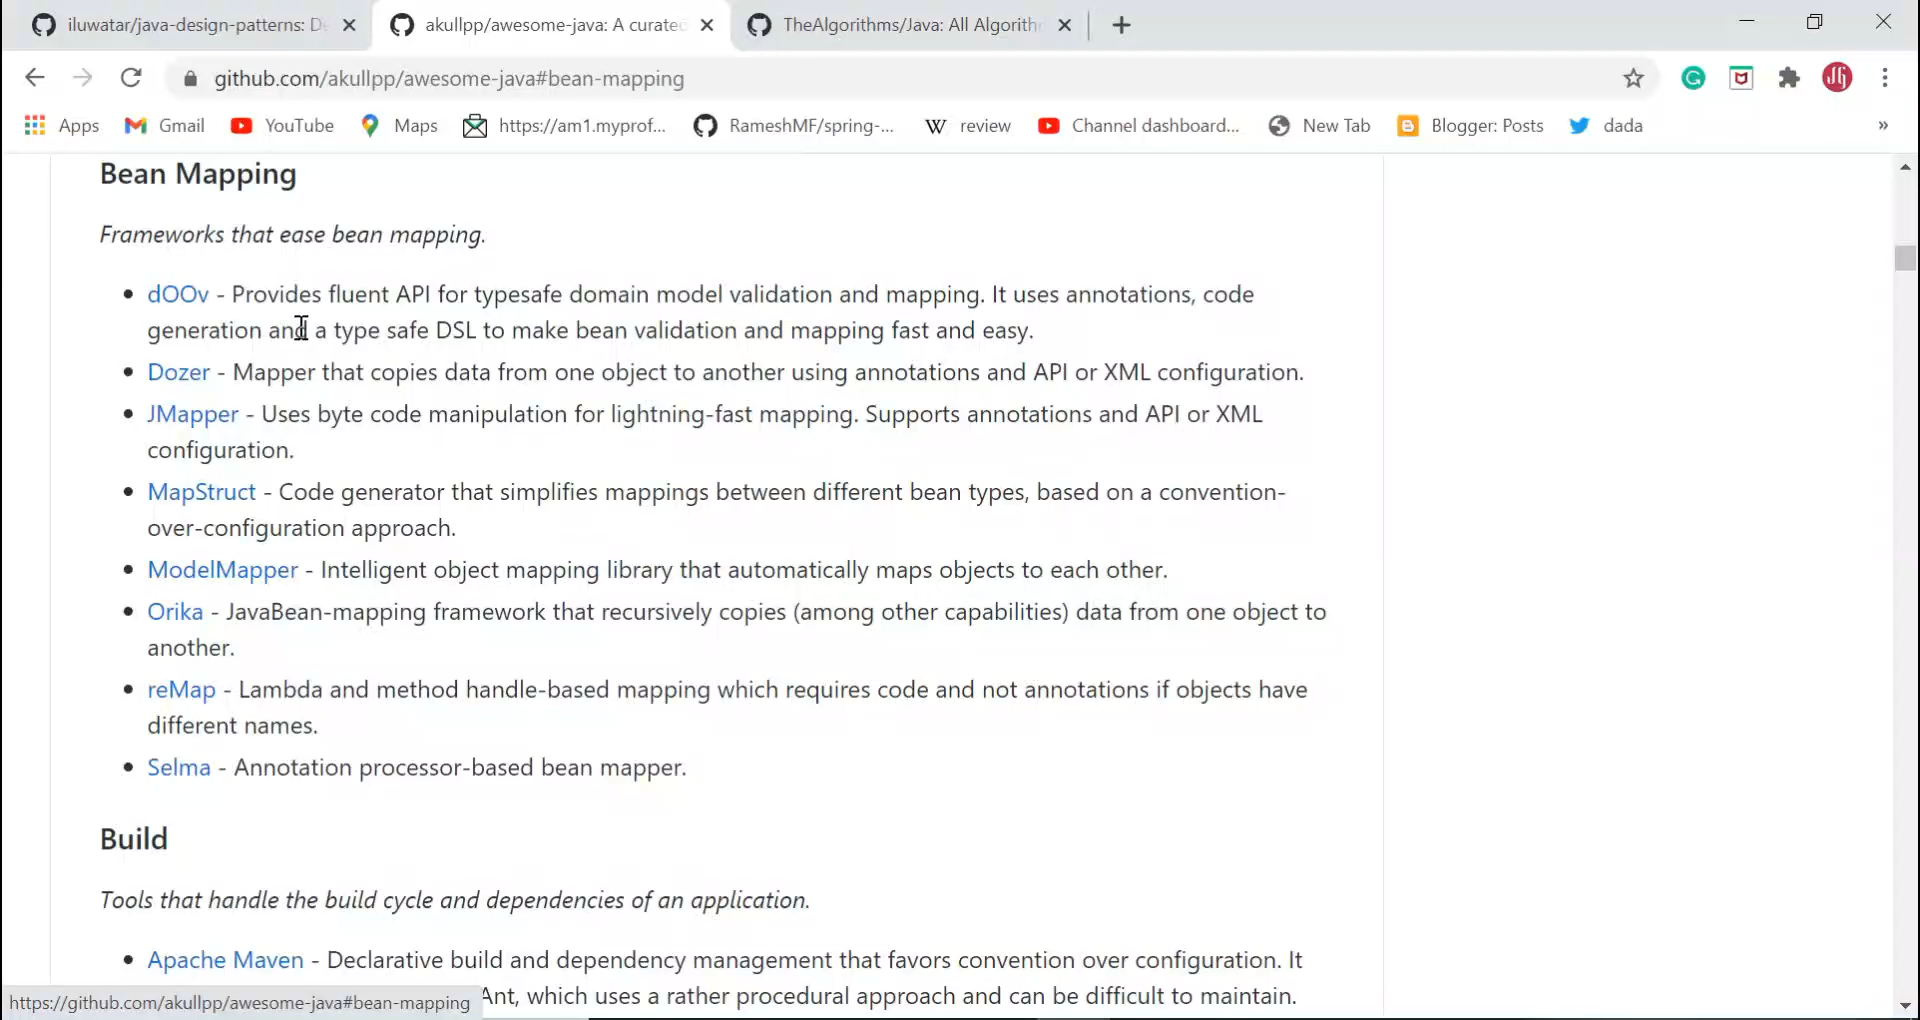 iluwatar/java-design-patterns: De
akullpp/awesome-java: A curated
TheAlgorithms/Java: All Algorithm
github.com/akullpp/awesome-java#bean-mapping
Apps
Gmail
YouTube
Maps
https://am1.myprof...
RameshMF/spring-...
W review
Channel dashboard...
New Tab
Blogger: Posts
dada
»
Bean Mapping
Frameworks that ease bean mapping.
• dOOv - Provides fluent API for typesafe domain model validation and mapping. It uses annotations, code
generation and a type safe DSL to make bean validation and mapping fast and easy.
• Dozer - Mapper that copies data from one object to another using annotations and API or XML configuration.
• JMapper - Uses byte code manipulation for lightning-fast mapping. Supports annotations and API or XML
configuration.
• MapStruct - Code generator that simplifies mappings between different bean types, based on a convention-
over-configuration approach.
• ModelMapper - Intelligent object mapping library that automatically maps objects to each other.
• Orika - JavaBean-mapping framework that recursively copies (among other capabilities) data from one object to
another.
• reMap - Lambda and method handle-based mapping which requires code and not annotations if objects have
different names.
• Selma - Annotation processor-based bean mapper.
Build
Tools that handle the build cycle and dependencies of an application.
• Apache Maven - Declarative build and dependency management that favors convention over configuration. It
Ant, which uses a rather procedural approach and can be difficult to maintain.
https://github.com/akullpp/awesome-java#bean-mapping